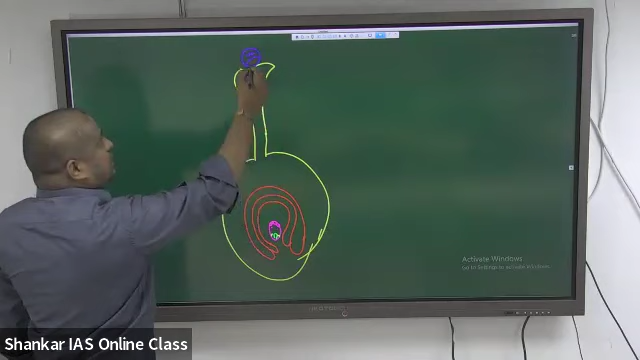 Activate Windows
Go to Settings to activate Windows.
Shankar IAS Online Class